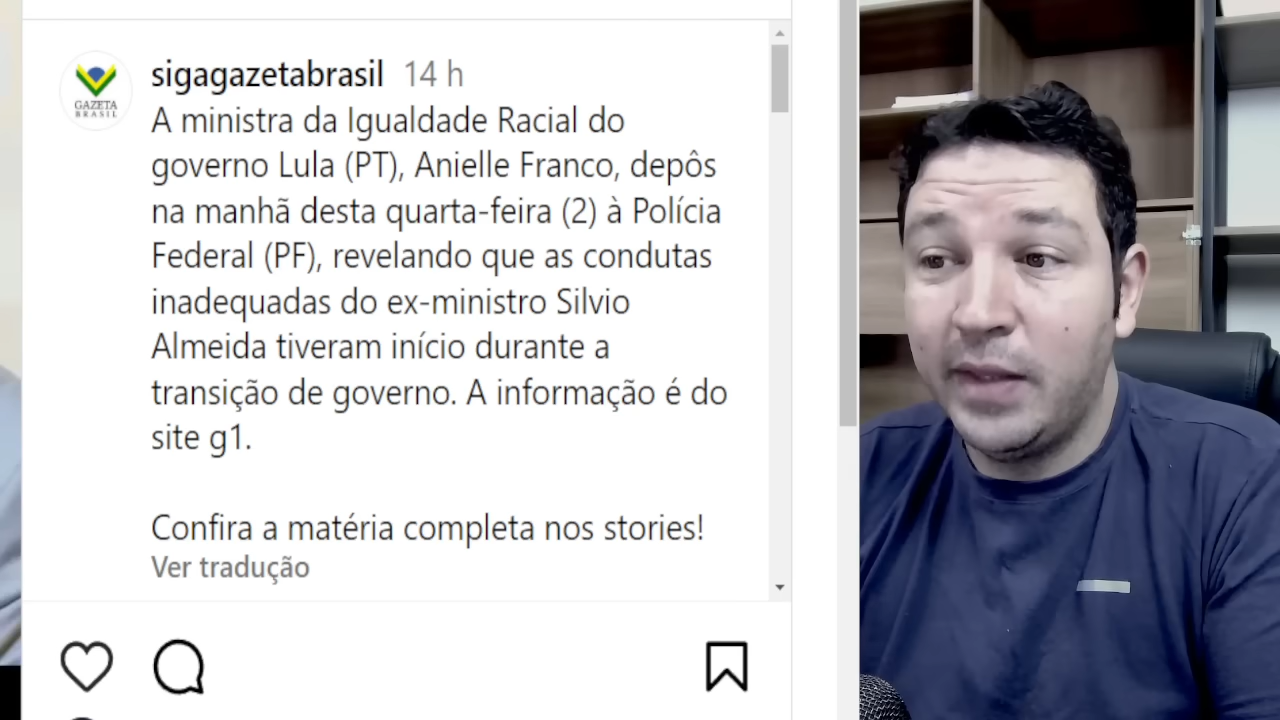 sigagazetabrasil 14 h
GAZETA
BRASIL
A ministra da Igualdade Racial do
governo Lula (PT), Anielle Franco, depôs
na manhã desta quarta-feira (2) à Polícia
Federal (PF), revelando que as condutas
inadequadas do ex-ministro Silvio
Almeida tiveram início durante a
transição de governo. A informação é do
site g1.
Confira a matéria completa nos stories!
Ver tradução